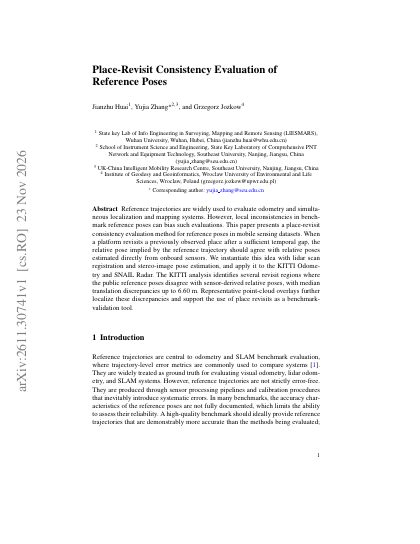 Place-Revisit Consistency Evaluation of
Reference Poses
Jianzhu Huai1, Yujia Zhang*2,3, and Grzegorz Jozkow4
1 State key Lab of Info Engineering in Surveying, Mapping and Remote Sensing (LIESMARS),
Wuhan University, Wuhan, Hubei, China (jianzhu.huai@whu.edu.cn)
2 School of Instrument Science and Engineering, State Key Laboratory of Comprehensive PNT
Network and Equipment Technology, Southeast University, Nanjing, Jiangsu, China
(yujia_zhang@seu.edu.cn)
3 UK-China Intelligent Mobility Research Centre, Southeast University, Nanjing, Jiangsu, China
4 Institute of Geodesy and Geoinformatics, Wroclaw University of Environmental and Life
Sciences, Wroclaw, Poland (grzegorz.jozkow@upwr.edu.pl)
* Corresponding author: yujia_zhang@seu.edu.cn
Abstract Reference trajectories are widely used to evaluate odometry and simulta-
neous localization and mapping systems. However, local inconsistencies in bench-
mark reference poses can bias such evaluations. This paper presents a place-revisit
consistency evaluation method for reference poses in mobile sensing datasets. When
a platform revisits a previously observed place after a sufficient temporal gap, the
relative pose implied by the reference trajectory should agree with relative poses
estimated directly from onboard sensors. We instantiate this idea with lidar scan
registration and stereo-image pose estimation, and apply it to the KITTI Odome-
try and SNAIL Radar. The KITTI analysis identifies several revisit regions where
the public reference poses disagree with sensor-derived relative poses, with median
translation discrepancies up to 6.60 m. Representative point-cloud overlays further
localize these discrepancies and support the use of place revisits as a benchmark-
validation tool.
1 Introduction
Reference trajectories are central to odometry and SLAM benchmark evaluation,
where trajectory-level error metrics are commonly used to compare systems [1].
They are widely treated as ground truth for evaluating visual odometry, lidar odom-
etry, and SLAM systems. However, reference trajectories are not strictly error-free.
They are produced through sensor processing pipelines and calibration procedures
that inevitably introduce systematic errors. In many benchmarks, the accuracy char-
acteristics of the reference poses are not fully documented, which limits the ability
to assess their reliability. A high-quality benchmark should ideally provide reference
trajectories that are demonstrably more accurate than the methods being evaluated;
1
arXiv:2611.30741v1 [cs.RO] 23 Nov 2026